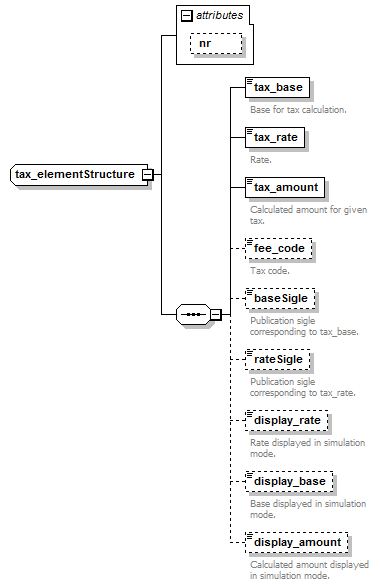 attributes
nr
tax_elementStructure
tax_base
Base for tax calculation.
tax_rate
Rate.
tax_amount
Calculated amount for given
tax.
fee_code
Tax code.
baseSigle
Publication sigle
corresponding to tax_base.
rateSigle
Publication sigle
corresponding to tax_rate.
display_rate
Rate displayed in simulation
mode.
display_base
Base displayed in simulation
mode.
display_amount
Calculated amount displayed
in simulation mode.